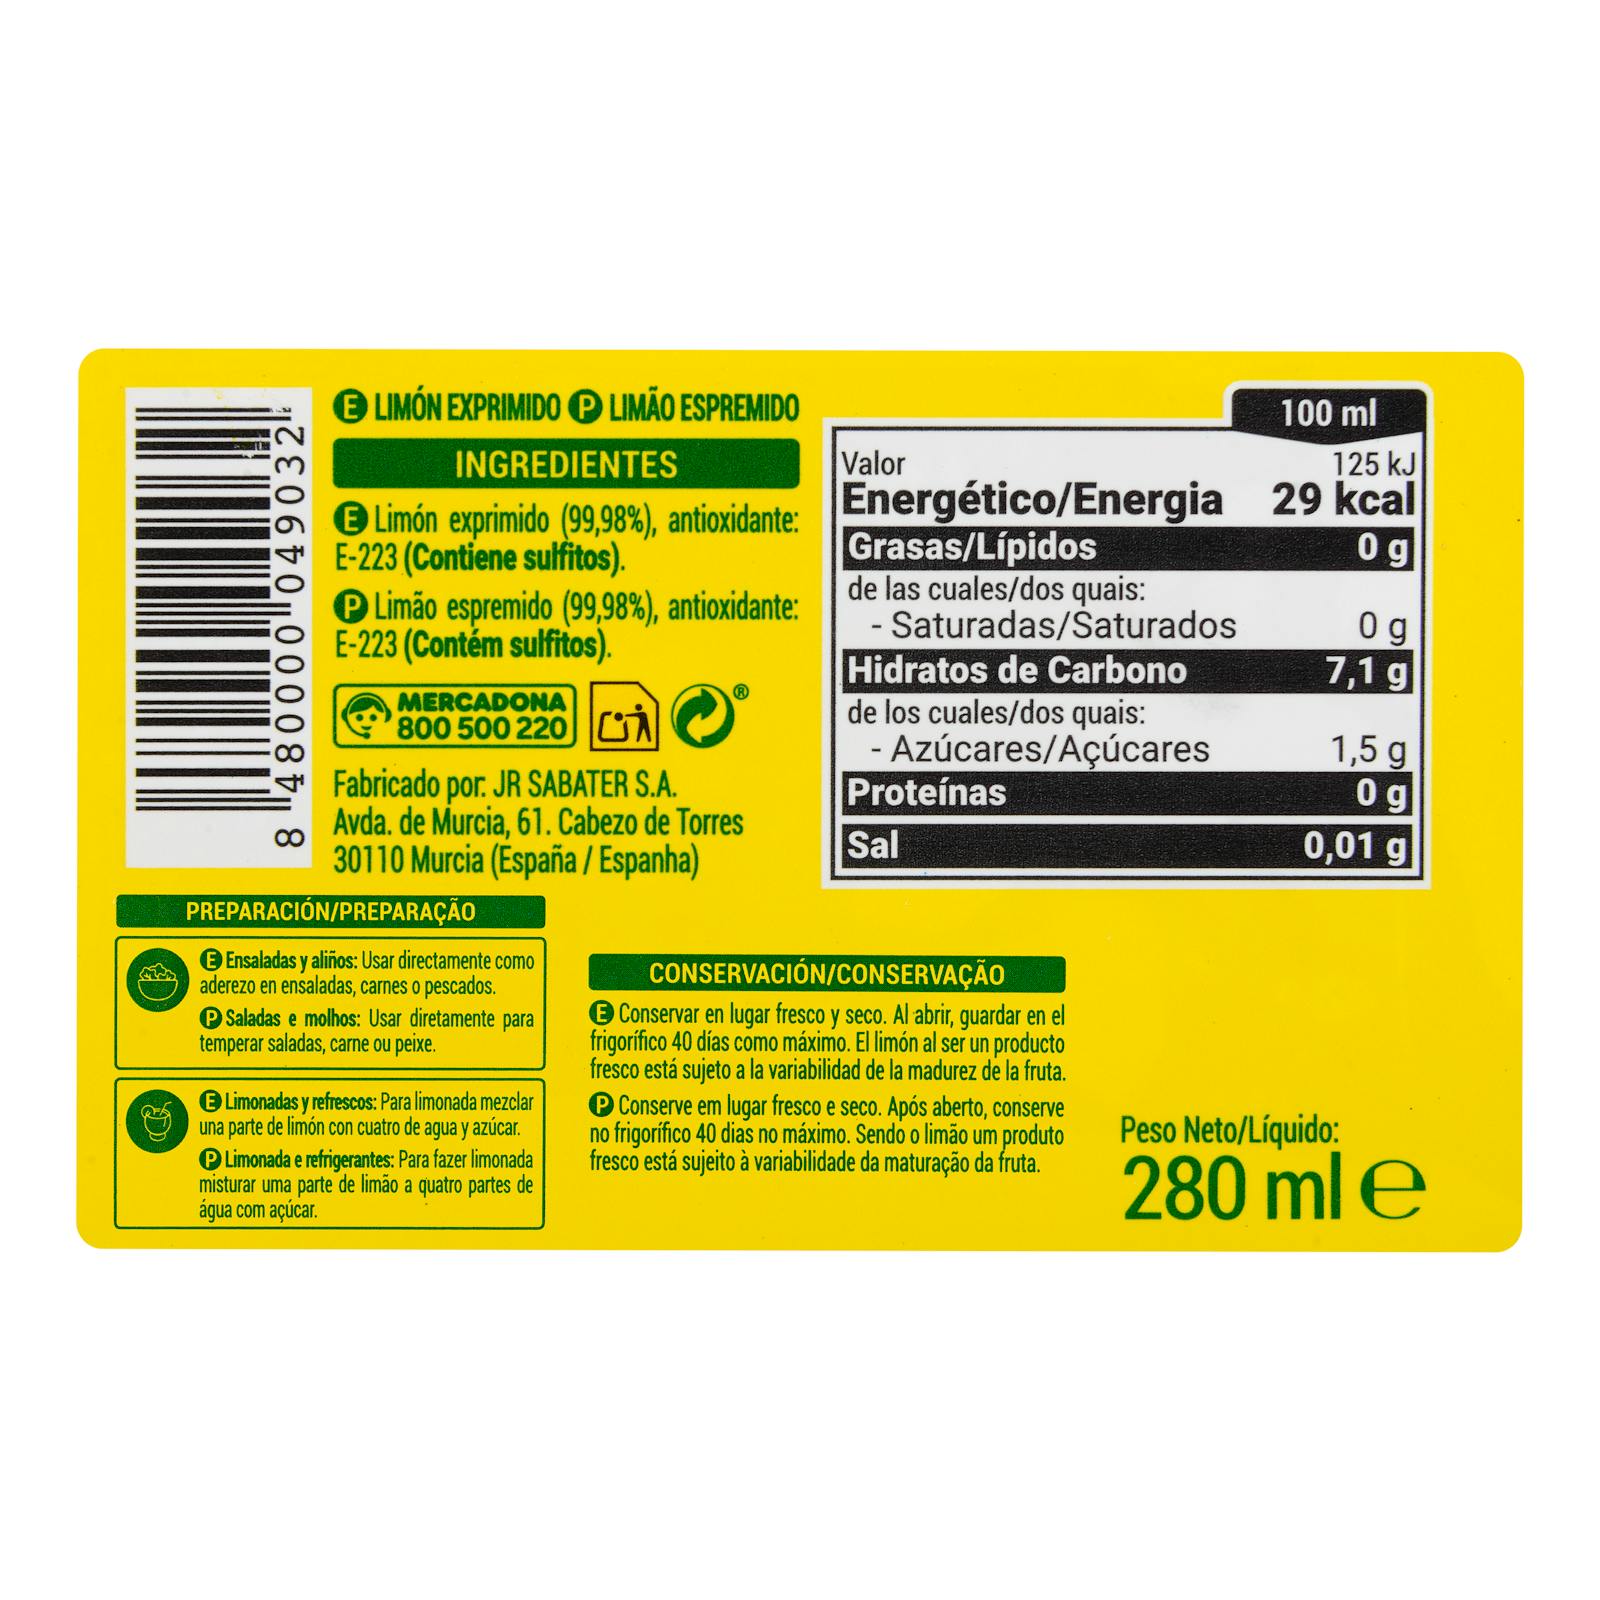 8 480000 049032
E LIMÓN EXPRIMIDO P LIMÃO ESPREMIDO
INGREDIENTES
E Limón exprimido (99,98%), antioxidante:
E-223 (Contiene sulfitos).
P Limão espremido (99,98%), antioxidante:
E-223 (Contém sulfitos).
MERCADONA
800 500 220
®
Fabricado por: JR SABATER S.A.
Avda. de Murcia, 61. Cabezo de Torres
30110 Murcia (España / Espanha)
100 ml
Valor 125 kJ
Energético/Energia 29 kcal
Grasas/Lípidos 0 g
de las cuales/dos quais:
- Saturadas/Saturados 0 g
Hidratos de Carbono 7,1 g
de los cuales/dos quais:
- Azúcares/Açúcares 1,5 g
Proteínas 0 g
Sal 0,01 g
PREPARACIÓN/PREPARAÇÃO
E Ensaladas y aliños: Usar directamente como
aderezo en ensaladas, carnes o pescados.
P Saladas e molhos: Usar diretamente para
temperar saladas, carne ou peixe.
E Limonadas y refrescos: Para limonada mezclar
una parte de limón con cuatro de agua y azúcar.
P Limonada e refrigerantes: Para fazer limonada
misturar uma parte de limão a quatro partes de
água com açúcar.
CONSERVACIÓN/CONSERVAÇÃO
E Conservar en lugar fresco y seco. Al abrir, guardar en el
frigorífico 40 días como máximo. El limón al ser un producto
fresco está sujeto a la variabilidad de la madurez de la fruta.
P Conserve em lugar fresco e seco. Após aberto, conserve
no frigorífico 40 dias no máximo. Sendo o limão um produto
fresco está sujeito à variabilidade da maturação da fruta.
Peso Neto/Líquido:
280 ml e